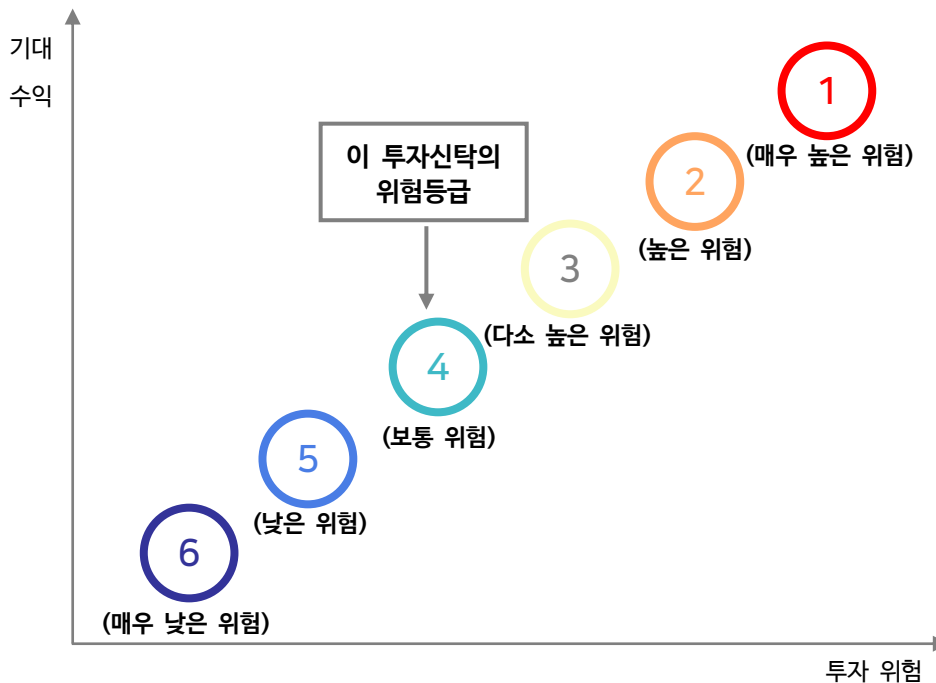 기대
수익
1
(매우 높은 위험)
이 투자신탁의
위험등급
2
(높은 위험)
3
(다소 높은 위험)
4
(보통 위험)
5
(낮은 위험)
6
(매우 낮은 위험)
투자 위험